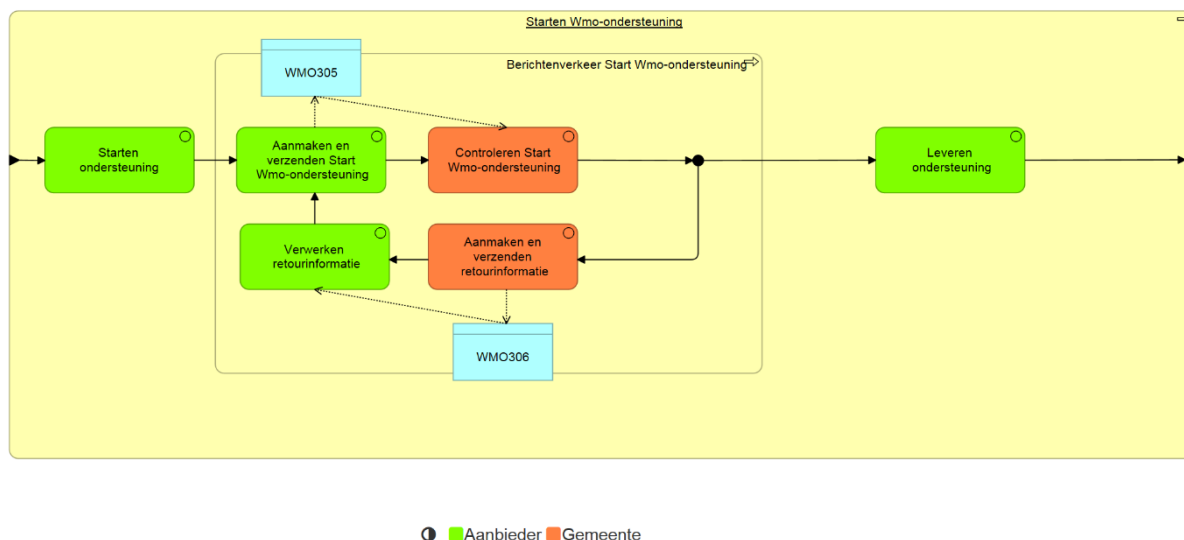 Starten Wmo-ondersteuning
Berichtenverkeer Start Wmo-ondersteuning
WMO305
Starten
ondersteuning
Aanmaken en
verzenden Start
Wmo-ondersteuning
Controleren Start
Wmo-ondersteuning
Leveren
ondersteuning
Verwerken
retourinformatie
Aanmaken en
verzenden
retourinformatie
WMO306
Aanbieder Gemeente